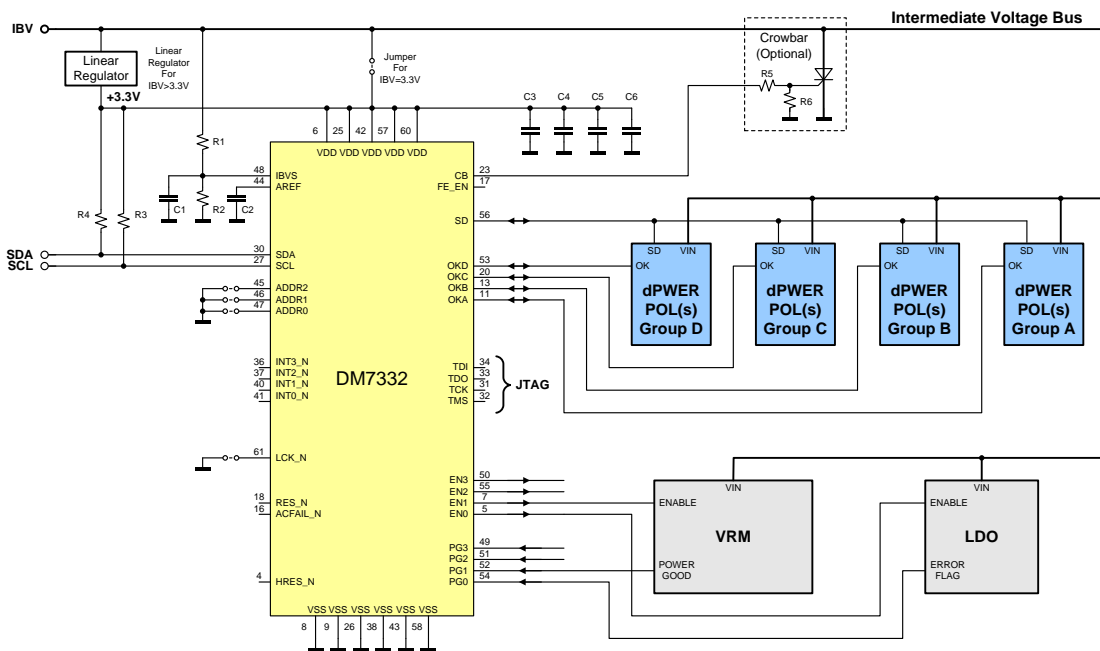 IBV
Intermediate Voltage Bus
Linear
Regulator
Linear
Regulator
For
IBV>3.3V
+3.3V
Jumper
For
IBV=3.3V
Crowbar
(Optional)
R5
R6
C3
C4
C5
C6
R1
R2
C1
C2
R4
R3
6
25
42
57
60
VDD VDD VDD VDD VDD
48
IBVS
44
AREF
SDA
30
SDA
SCL
27
SCL
45
ADDR2
46
ADDR1
47
ADDR0
36
INT3_N
37
INT2_N
40
INT1_N
41
INT0_N
61
LCK_N
18
RES_N
16
ACFAIL_N
4
HRES_N
DM7332
CB
23
FE_EN
17
SD
56
OKD
53
OKC
20
OKB
13
OKA
11
TDI
34
TDO
33
TCK
31
TMS
32
JTAG
EN3
50
EN2
55
EN1
7
EN0
5
PG3
49
PG2
51
PG1
52
PG0
54
VSS VSS VSS VSS VSS VSS
8
9
26
38
43
58
SD
VIN
OK
dPWER
POL(s)
Group D
SD
VIN
OK
dPWER
POL(s)
Group C
SD
VIN
OK
dPWER
POL(s)
Group B
SD
VIN
OK
dPWER
POL(s)
Group A
VIN
ENABLE
VRM
POWER
GOOD
VIN
ENABLE
LDO
ERROR
FLAG